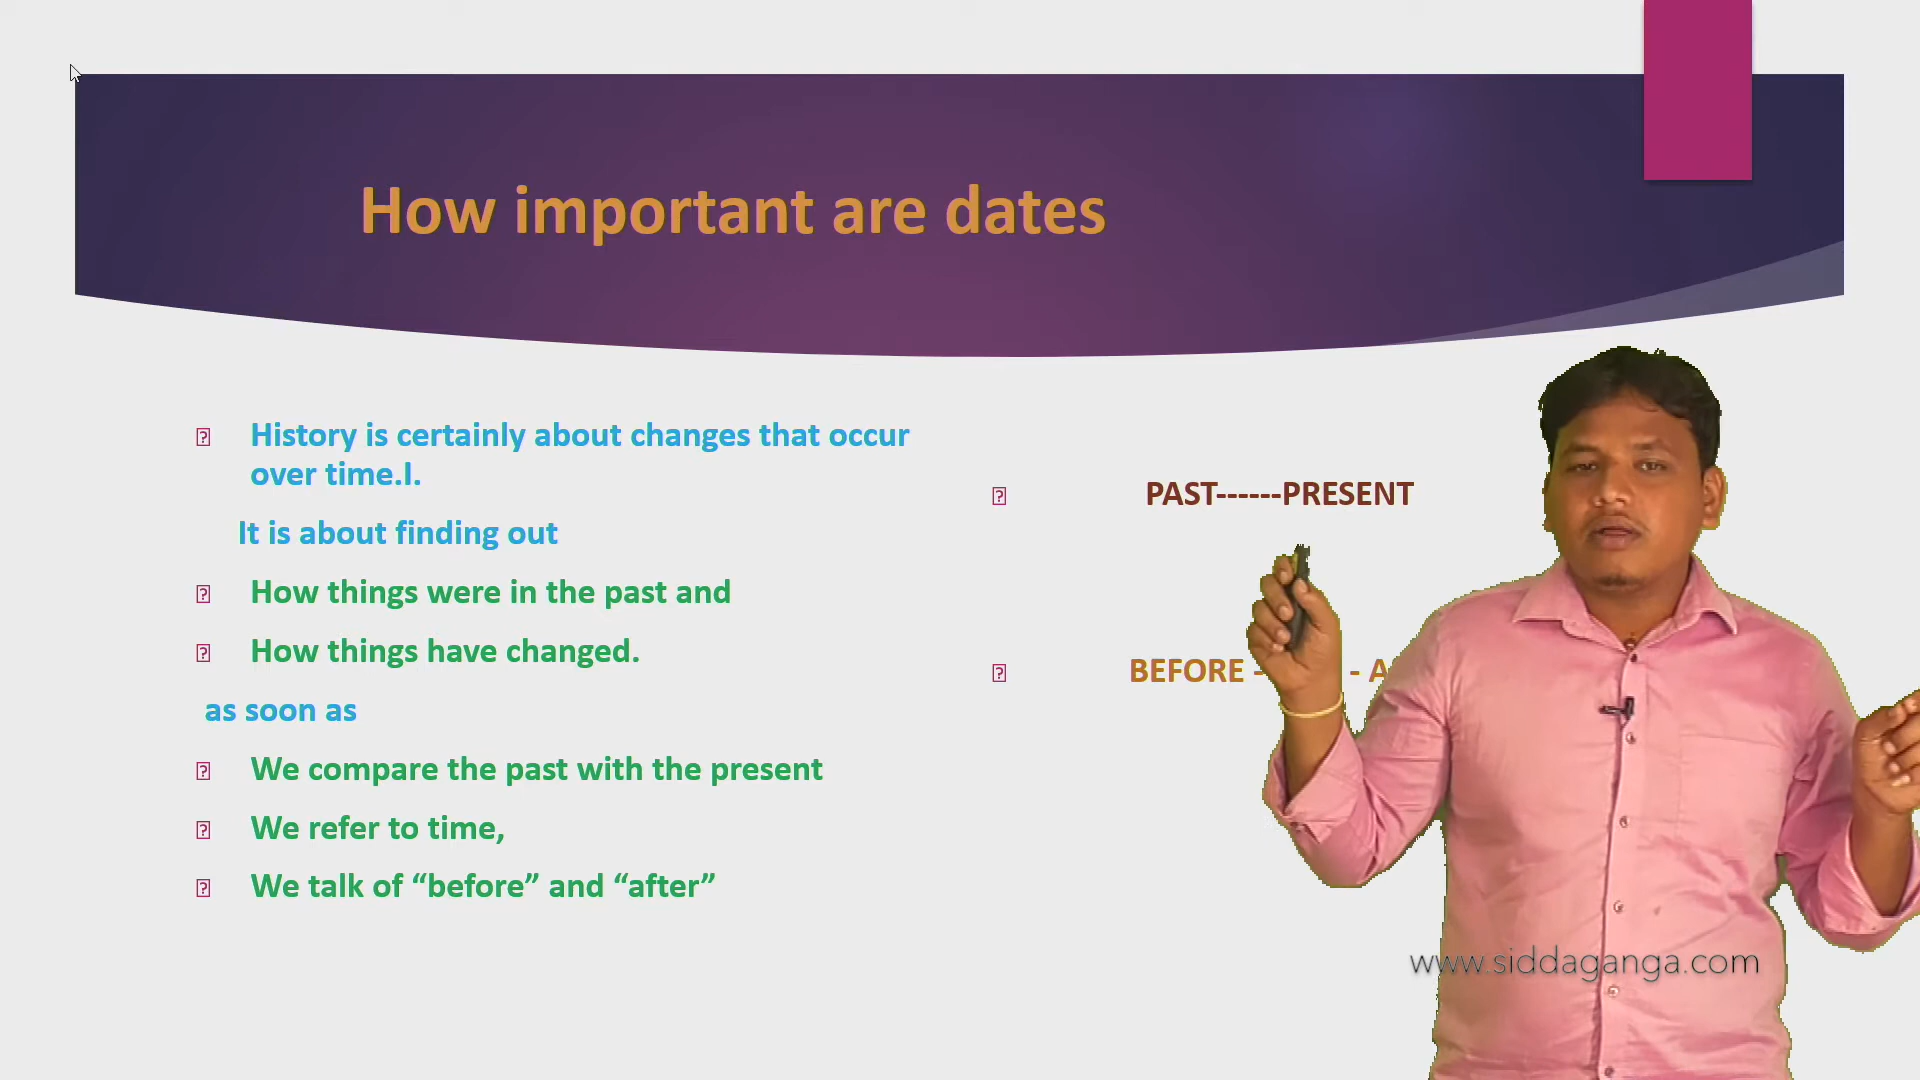 How important are dates
History is certainly about changes that occur
over time.I.
It is about finding out
How things were in the past and
How things have changed.
as soon as
We compare the past with the present
We refer to time,
We talk of “before” and “after”
PAST------PRESENT
BEFORE -
www.siddaganga.com